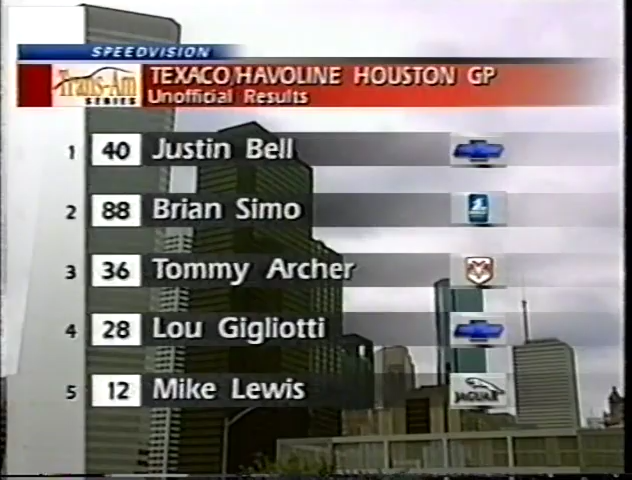 SPEEDVISION
Trans-Am SERIES TEXACO/HAVOLINE HOUSTON GP
Unofficial Results
1 40 Justin Bell
2 88 Brian Simo
3 36 Tommy Archer
4 28 Lou Gigliotti
5 12 Mike Lewis JAGUAR